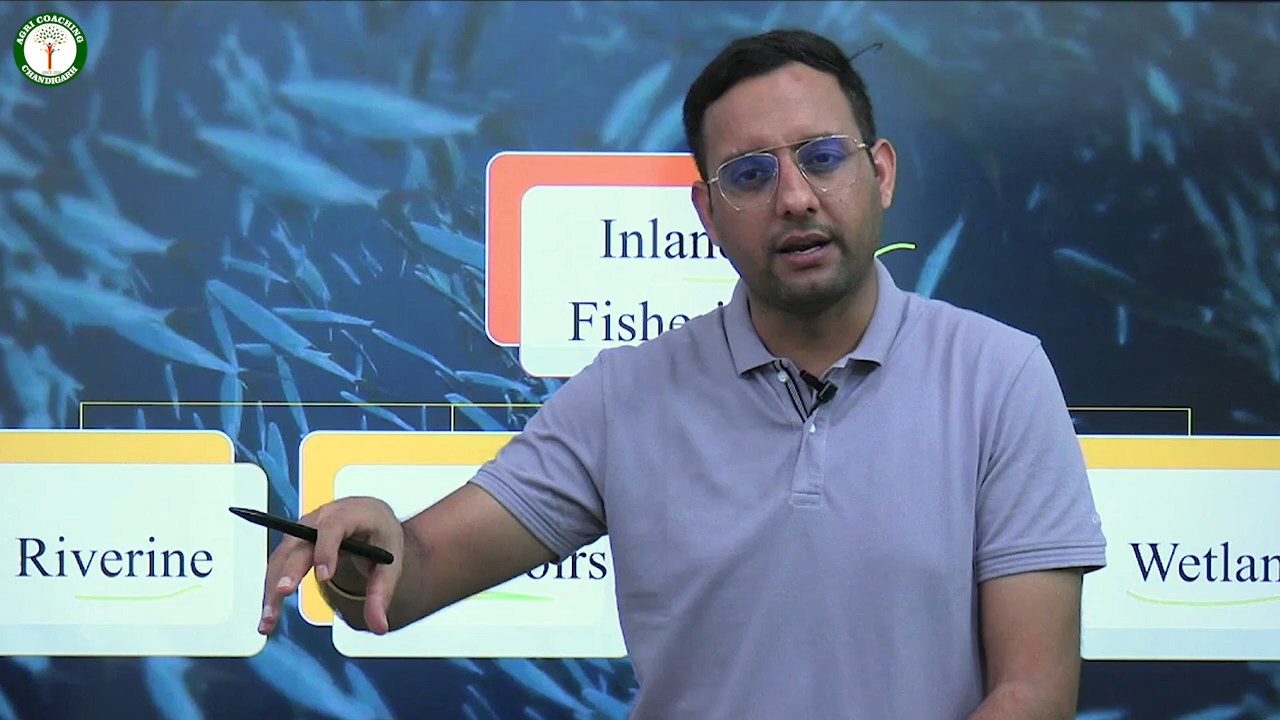 AGRI COACHING
CHANDIGARH
Inlan
Fishe
Riverine
oirs
Wetlan